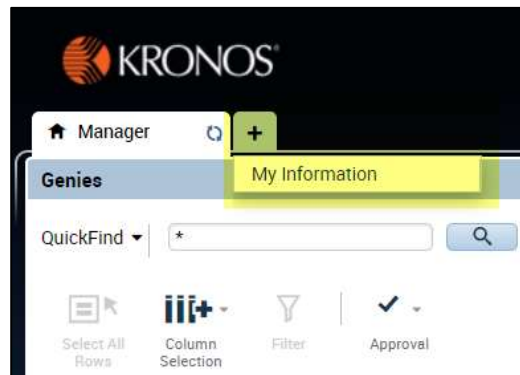 KRONOS
Manager
+
Genies
My Information
QuickFind
*
Select All
Rows
Column
Selection
Filter
Approval